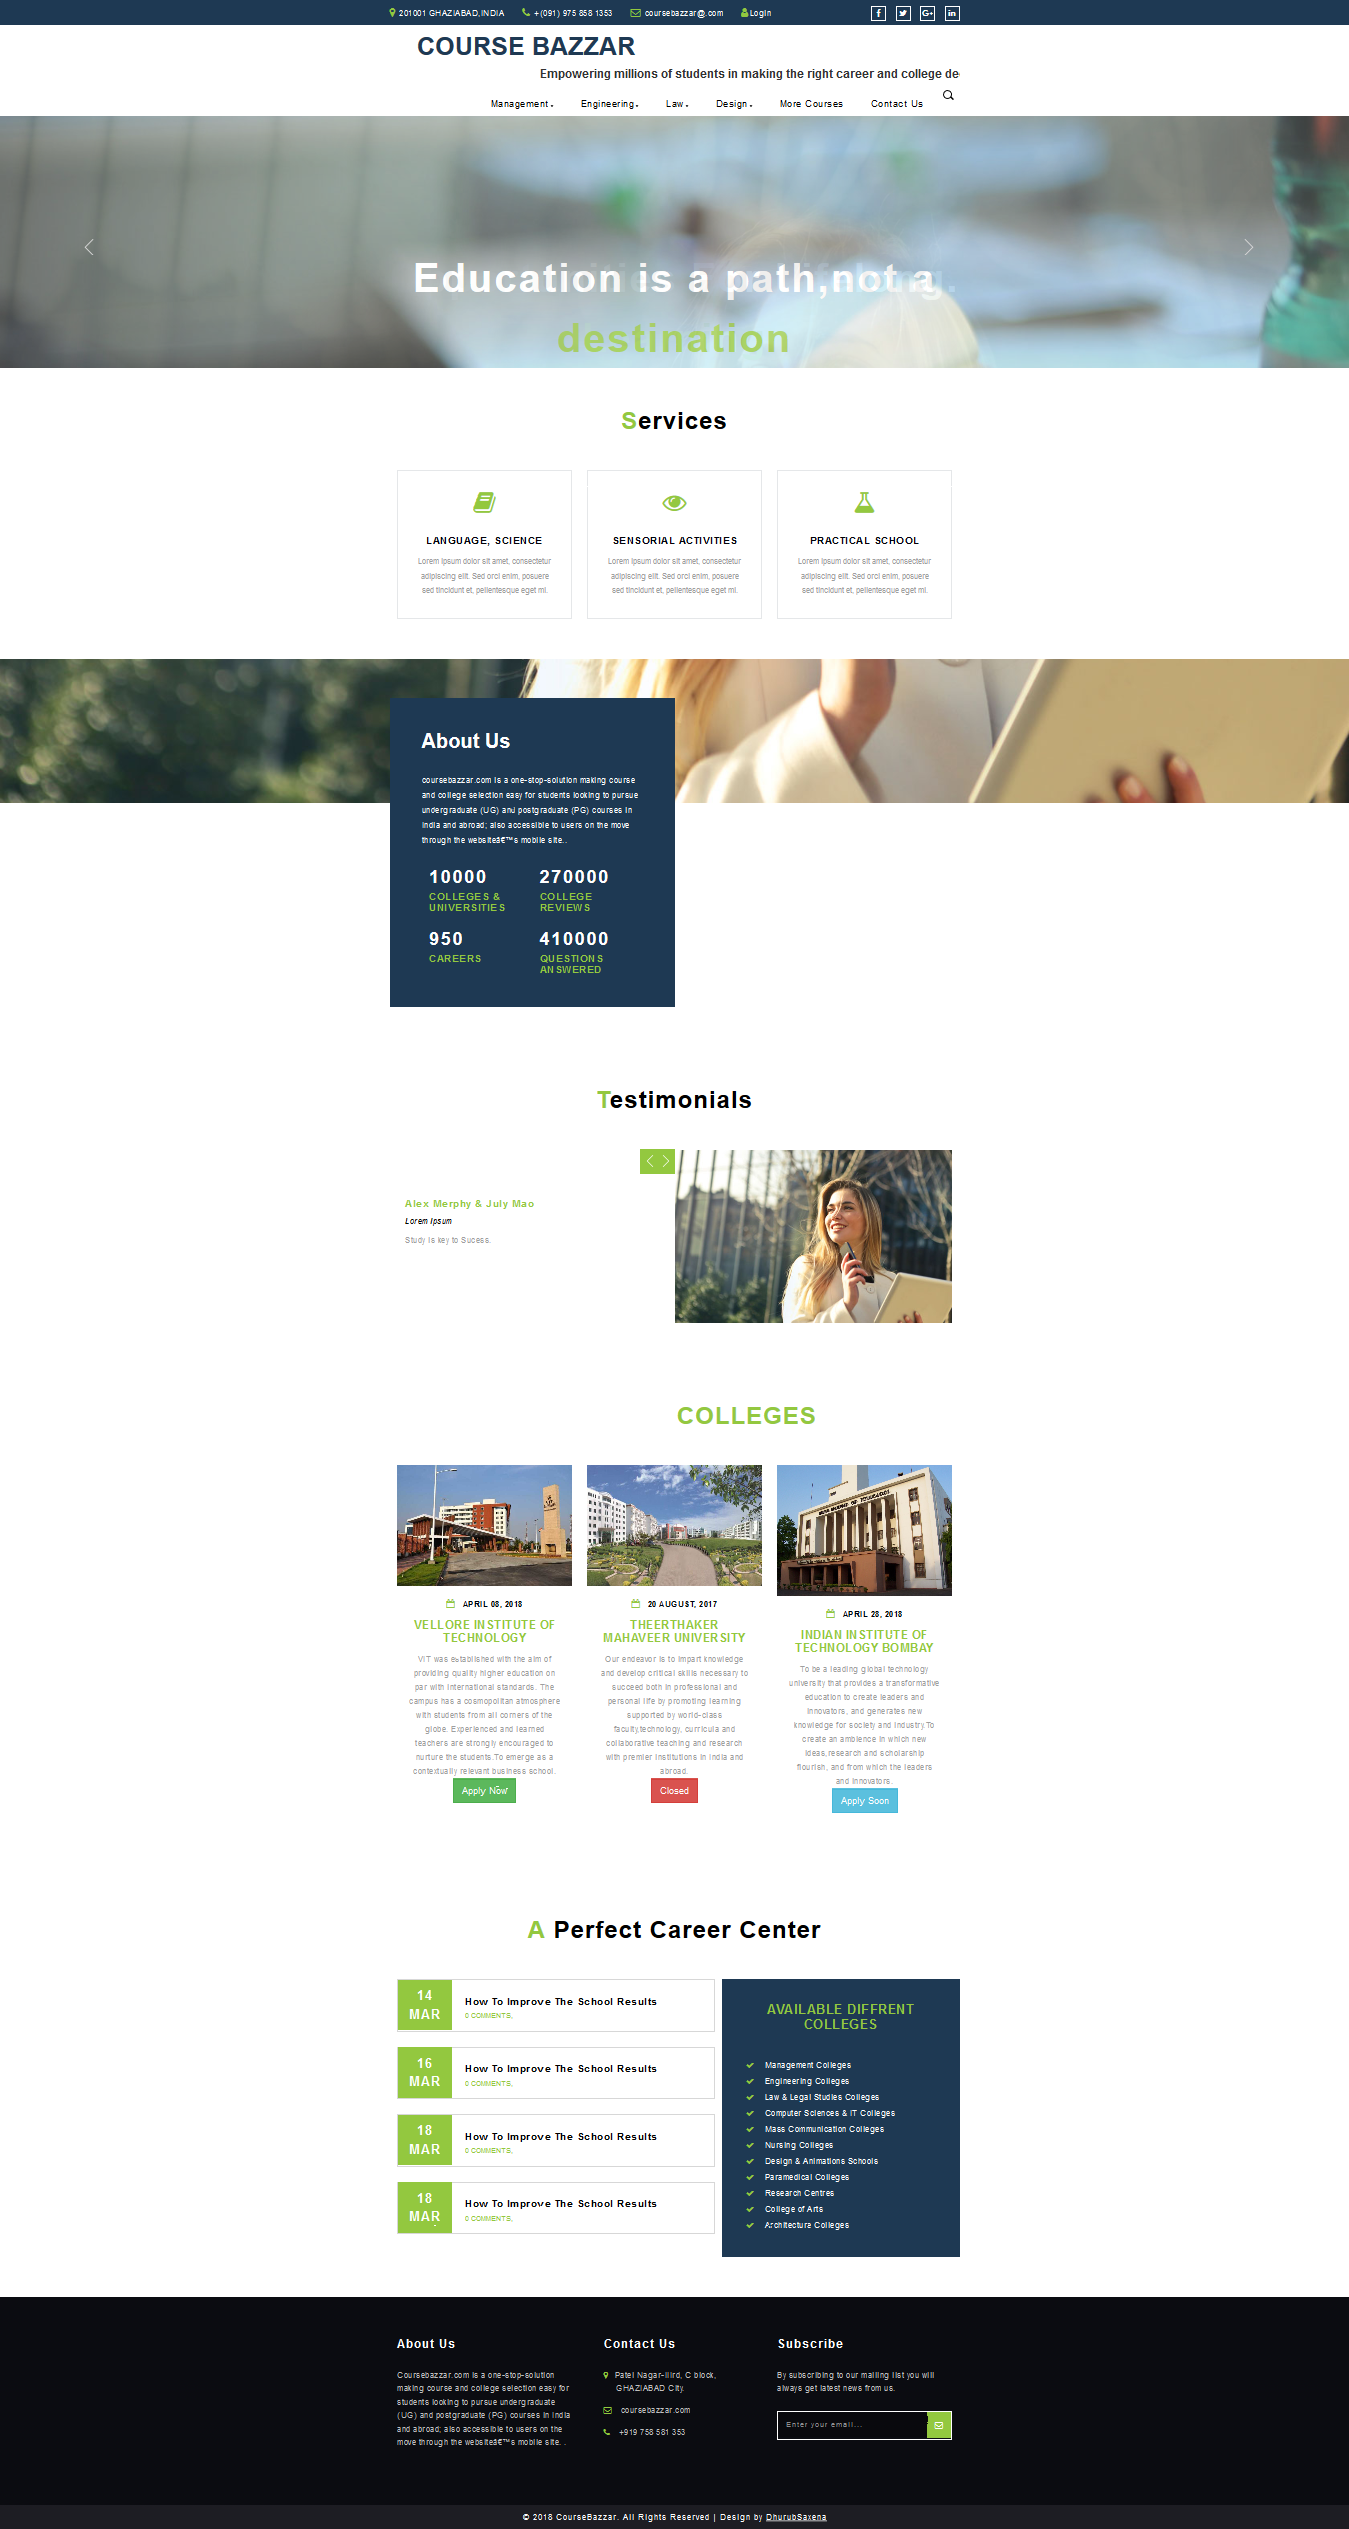 201001 GHAZIABAD,INDIA +(091) 975 858 1353 coursebazzar@.com Login
COURSE BAZZAR
Empowering millions of students in making the right career and college de
Management Engineering Law Design More Courses Contact Us
Education is a path,not a
destination
Services
LANGUAGE, SCIENCE
Lorem ipsum dolor sit amet, consectetur
adipiscing elit. Sed orci enim, posuere
sed tincidunt et, pellentesque eget mi.
SENSORIAL ACTIVITIES
Lorem ipsum dolor sit amet, consectetur
adipiscing elit. Sed orci enim, posuere
sed tincidunt et, pellentesque eget mi.
PRACTICAL SCHOOL
Lorem ipsum dolor sit amet, consectetur
adipiscing elit. Sed orci enim, posuere
sed tincidunt et, pellentesque eget mi.
About Us
coursebazzar.com is a one-stop-solution making course
and college selection easy for students looking to pursue
undergraduate (UG) and postgraduate (PG) courses in
India and abroad; also accessible to users on the move
through the websiteâ€™s mobile site..
10000
COLLEGES &
UNIVERSITIES
270000
COLLEGE
REVIEWS
950
CAREERS
410000
QUESTIONS
ANSWERED
Testimonials
Alex Merphy & July Mao
Lorem Ipsum
Study is key to Sucess.
COLLEGES
APRIL 08, 2018
VELLORE INSTITUTE OF
TECHNOLOGY
VIT was established with the aim of
providing quality higher education on
par with international standards. The
campus has a cosmopolitan atmosphere
with students from all corners of the
globe. Experienced and learned
teachers are strongly encouraged to
nurture the students.To emerge as a
contextually relevant business school.
Apply Now
20 AUGUST, 2017
THEERTHAKER
MAHAVEER UNIVERSITY
Our endeavor is to impart knowledge
and develop critical skills necessary to
succeed both in professional and
personal life by promoting learning
supported by world-class
faculty,technology, curricula and
collaborative teaching and research
with premier institutions in India and
abroad.
Closed
APRIL 28, 2018
INDIAN INSTITUTE OF
TECHNOLOGY BOMBAY
To be a leading global technology
university that provides a transformative
education to create leaders and
innovators; and generates new
knowledge for society and industry.To
create an ambience in which new
ideas,research and scholarship
flourish, and from which the leaders
and innovators.
Apply Soon
A Perfect Career Center
14
MAR
How To Improve The School Results
0 COMMENTS,
16
MAR
How To Improve The School Results
0 COMMENTS,
18
MAR
How To Improve The School Results
0 COMMENTS,
18
MAR
How To Improve The School Results
0 COMMENTS,
AVAILABLE DIFFRENT
COLLEGES
Management Colleges
Engineering Colleges
Law & Legal Studies Colleges
Computer Sciences & IT Colleges
Mass Communication Colleges
Nursing Colleges
Design & Animations Schools
Paramedical Colleges
Research Centres
College of Arts
Architecture Colleges
About Us
Coursebazzar.com is a one-stop-solution
making course and college selection easy for
students looking to pursue undergraduate
(UG) and postgraduate (PG) courses in India
and abroad; also accessible to users on the
move through the websiteâ€™s mobile site. .
Contact Us
Patel Nagar-iiird, C block,
GHAZIABAD City.
coursebazzar.com
+919 758 581 353
Subscribe
By subscribing to our mailing list you will
always get latest news from us.
Enter your email...
© 2018 CourseBazzar. All Rights Reserved | Design by DhurubSaxena